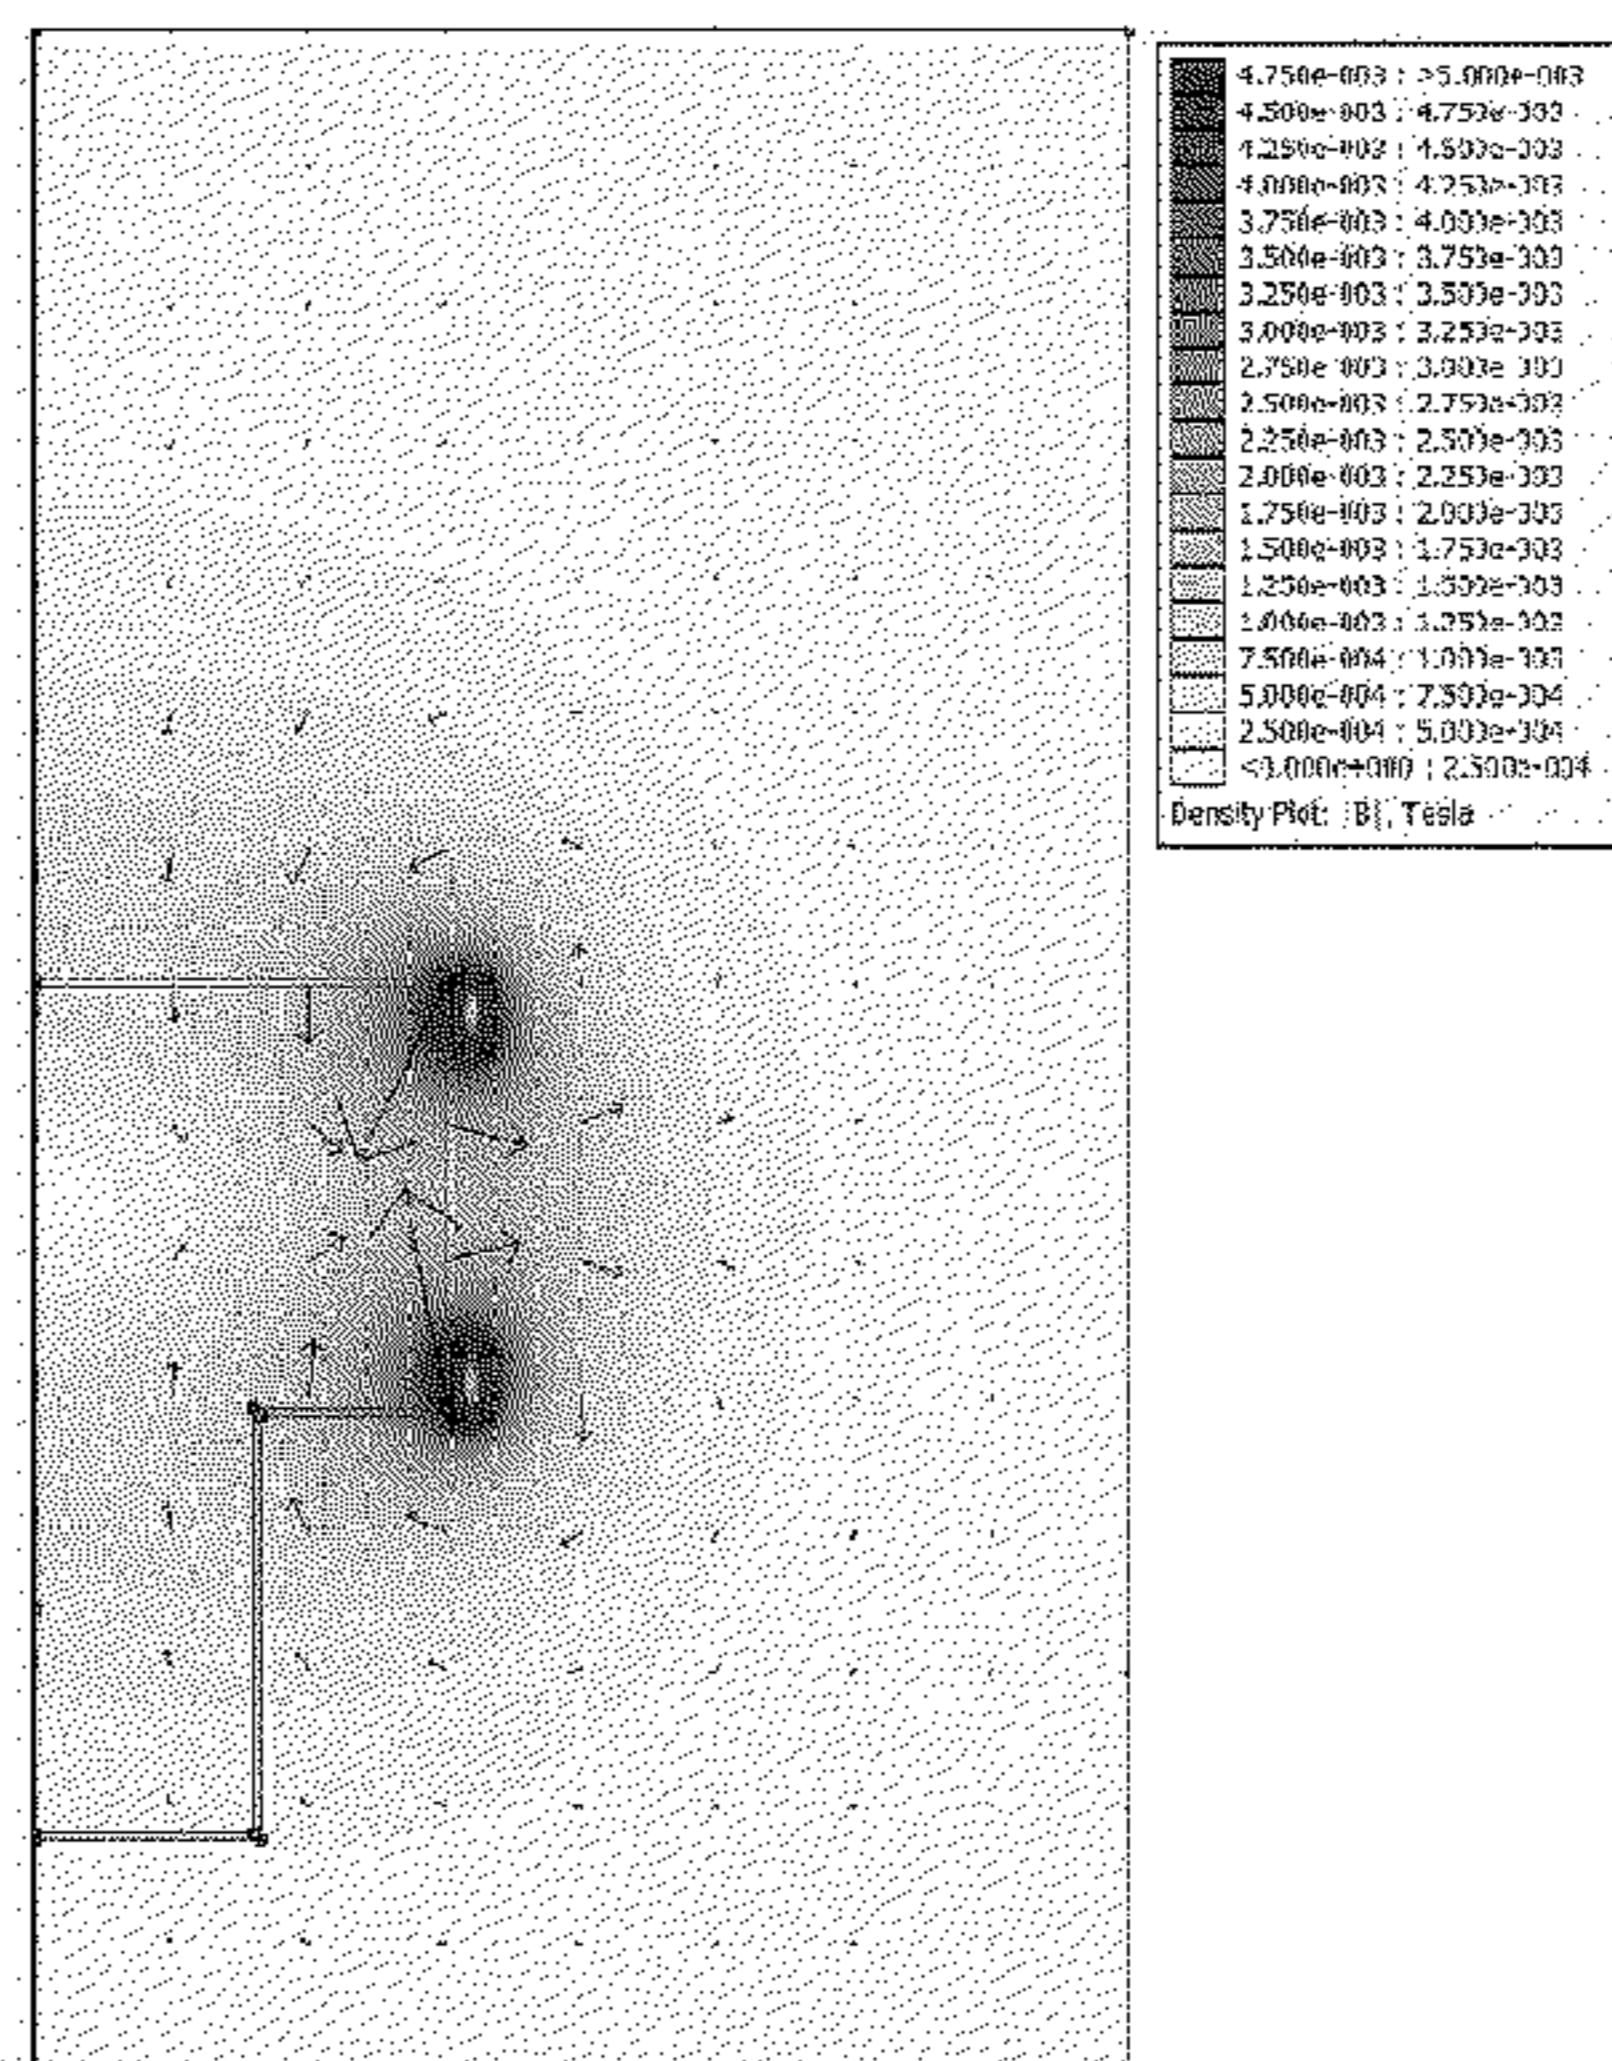 4.750e-003 : >5.000e-003
4.500e-003 : 4.750e-003
4.250e-003 : 4.500e-003
4.000e-003 : 4.250e-003
3.750e-003 : 4.000e-003
3.500e-003 : 3.750e-003
3.250e-003 : 3.500e-003
3.000e-003 : 3.250e-003
2.750e-003 : 3.000e-003
2.500e-003 : 2.750e-003
2.250e-003 : 2.500e-003
2.000e-003 : 2.250e-003
1.750e-003 : 2.000e-003
1.500e-003 : 1.750e-003
1.250e-003 : 1.500e-003
1.000e-003 : 1.250e-003
7.500e-004 : 1.000e-003
5.000e-004 : 7.500e-004
2.500e-004 : 5.000e-004
<0.000e+000 : 2.500e-004
Density Plot: |B|, Tesla